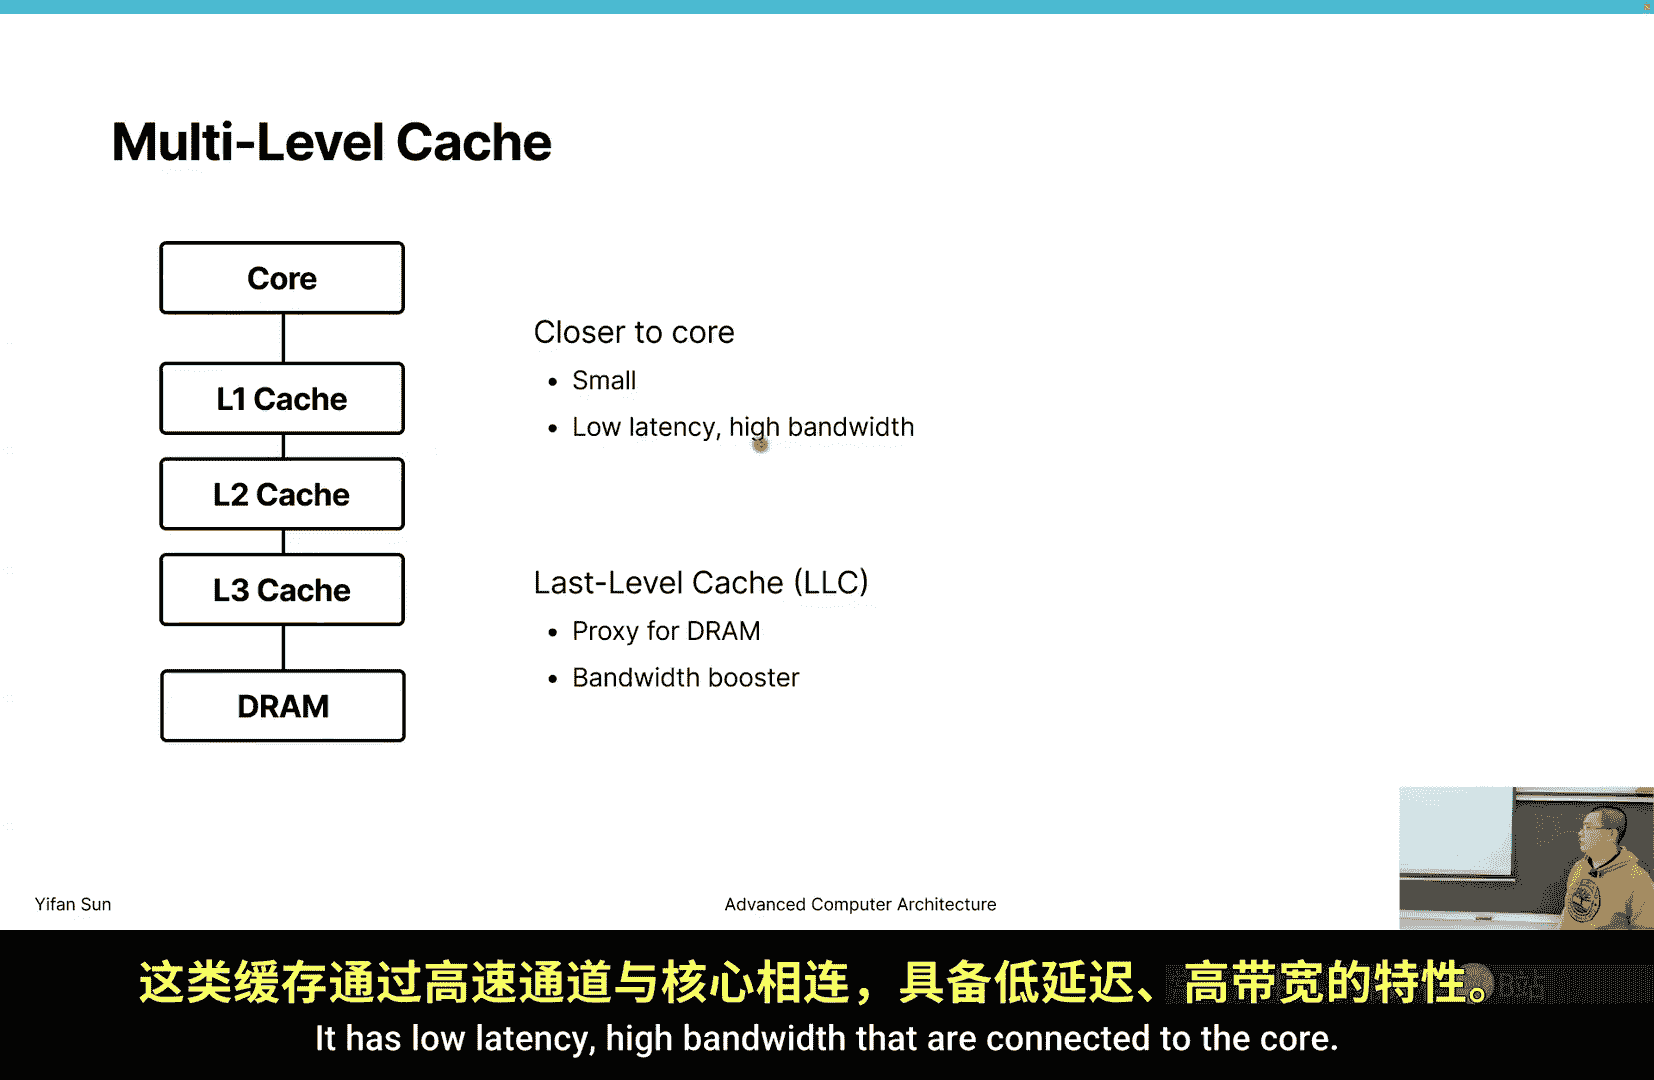 Multi-Level Cache
Core
L1 Cache
L2 Cache
L3 Cache
DRAM
Closer to core
• Small
• Low latency, high bandwidth
Last-Level Cache (LLC)
• Proxy for DRAM
• Bandwidth booster
Yifan Sun
Advanced Computer Architecture
这类缓存通过高速通道与核心相连，具备低延迟、高带宽的特性。
It has low latency, high bandwidth that are connected to the core.